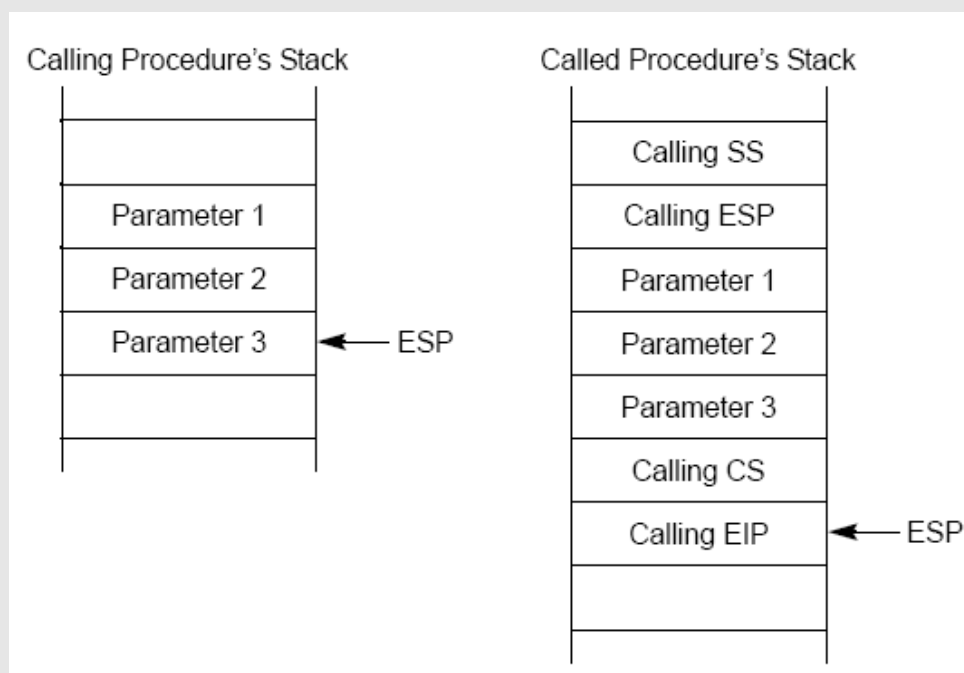 Calling Procedure's Stack
Parameter 1
Parameter 2
Parameter 3
ESP
Called Procedure's Stack
Calling SS
Calling ESP
Parameter 1
Parameter 2
Parameter 3
Calling CS
Calling EIP
ESP